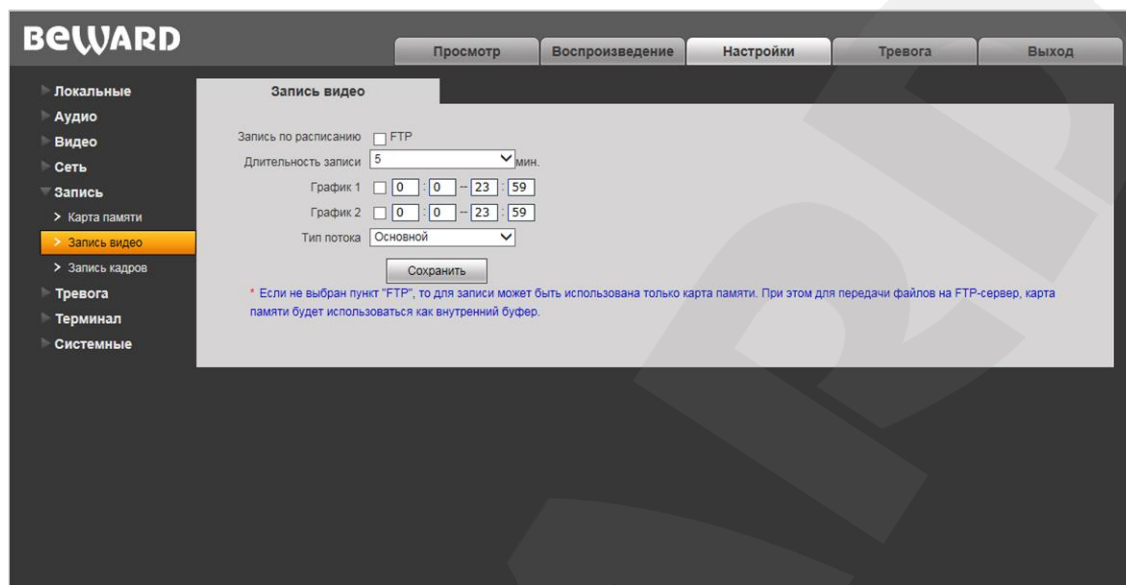 BEWARD
Просмотр Воспроизведение Настройки Тревога Выход
Локальные
Аудио
Видео
Сеть
Запись
Карта памяти
Запись видео
Запись кадров
Тревога
Терминал
Системные
Запись видео
Запись по расписанию FTP
Длительность записи 5 мин.
График 1 0 : 0 -- 23 : 59
График 2 0 : 0 -- 23 : 59
Тип потока Основной
Сохранить
* Если не выбран пункт "FTP", то для записи может быть использована только карта памяти. При этом для передачи файлов на FTP-сервер, карта
памяти будет использоваться как внутренний буфер.